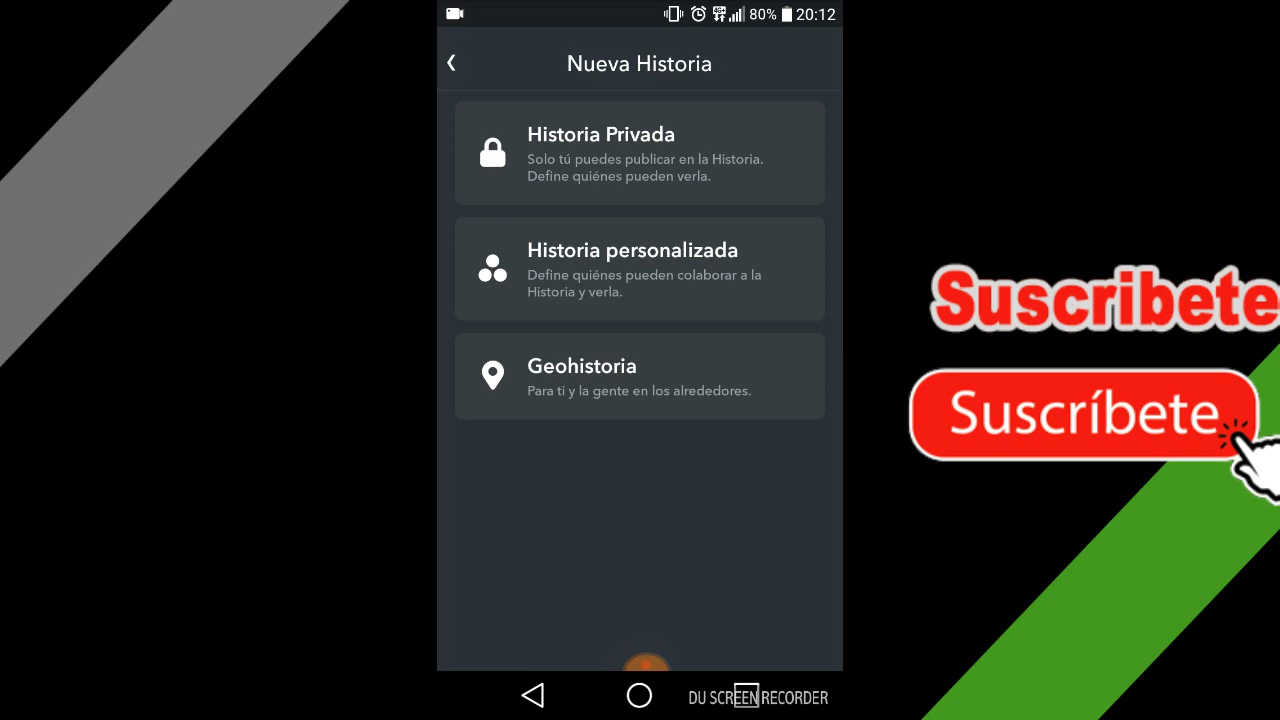 80% 20:12
Nueva Historia
Historia Privada
Solo tú puedes publicar en la Historia.
Define quiénes pueden verla.
Historia personalizada
Define quiénes pueden colaborar a la
Historia y verla.
Geohistoria
Para ti y la gente en los alrededores.
Suscribete
Suscríbete
DU SCREEN RECORDER